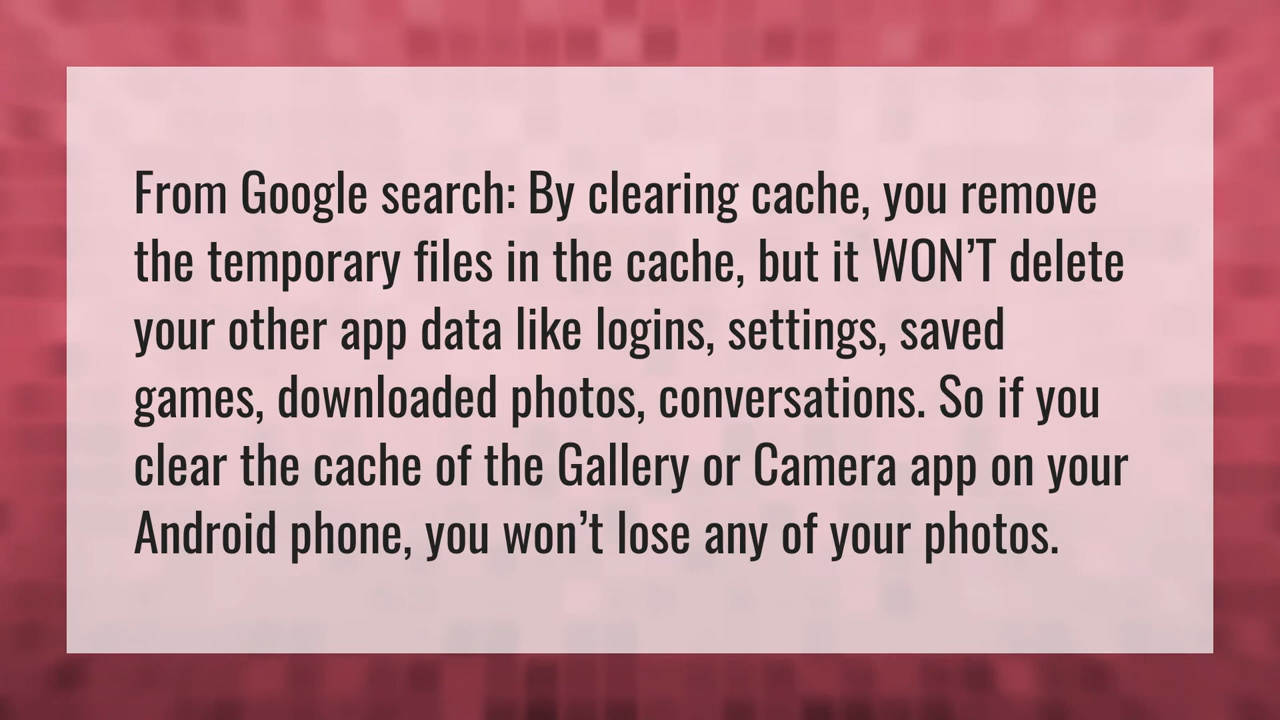 From Google search: By clearing cache, you remove
the temporary files in the cache, but it WON’T delete
your other app data like logins, settings, saved
games, downloaded photos, conversations. So if you
clear the cache of the Gallery or Camera app on your
Android phone, you won’t lose any of your photos.